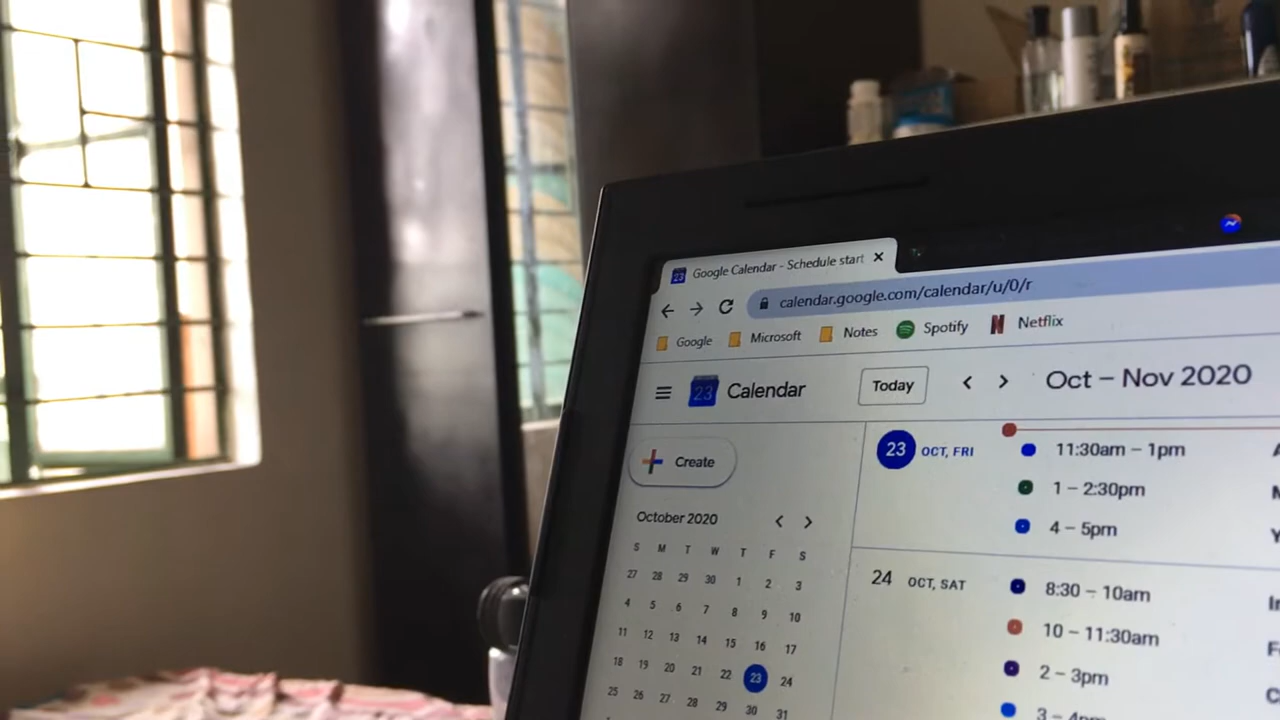 Google Calendar - Schedule start
calendar.google.com/calendar/u/0/r
Google Microsoft Notes Spotify Netflix
23 Calendar Today Oct – Nov 2020
Create
October 2020
S M T W T F S
27 28 29 30 1 2 3
4 5 6 7 8 9 10
11 12 13 14 15 16 17
18 19 20 21 22 23 24
25 26 27 28 29 30 31
23 OCT, FRI
11:30am – 1pm
1 – 2:30pm
4 – 5pm
24 OCT, SAT
8:30 – 10am
10 – 11:30am
2 – 3pm
3 – 4pm